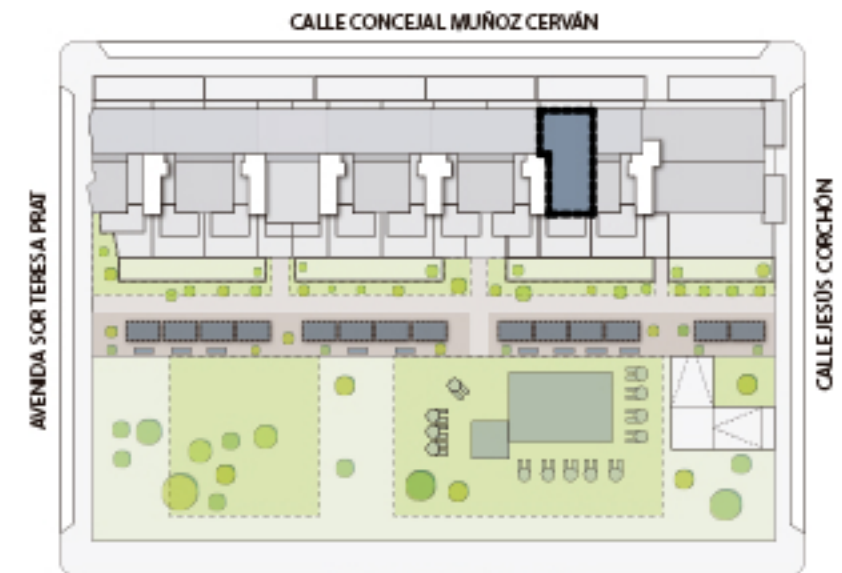 CALLE CONCEJAL MUÑOZ CERVÁN
AVENIDA SOR TERESA PRAT
CALLE JESÚS CORCHÓN